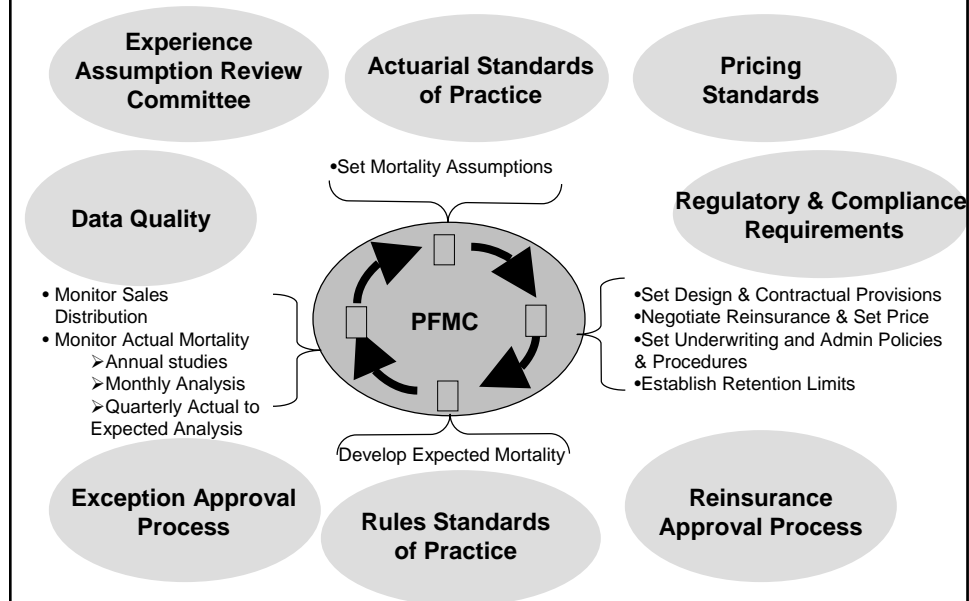 Experience
Assumption Review
Committee
Actuarial Standards
of Practice
Pricing
Standards
•Set Mortality Assumptions
Data Quality
Regulatory & Compliance
Requirements
• Monitor Sales
Distribution
• Monitor Actual Mortality
➢Annual studies
➢Monthly Analysis
➢Quarterly Actual to
Expected Analysis
PFMC
•Set Design & Contractual Provisions
•Negotiate Reinsurance & Set Price
•Set Underwriting and Admin Policies
& Procedures
•Establish Retention Limits
Develop Expected Mortality
Exception Approval
Process
Rules Standards
of Practice
Reinsurance
Approval Process